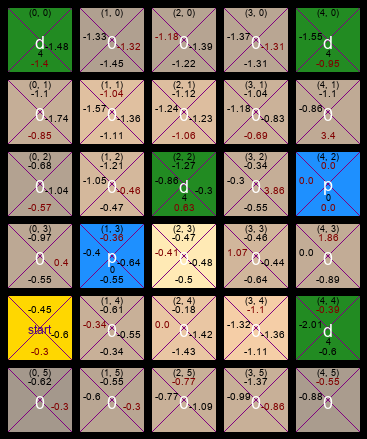 (0, 0) (1, 0) (2, 0) (3, 0) (4, 0)
-1.33 -1.18 -1.37 -1.55
d -1.48 0 -1.32 0 -1.39 0 -1.31 d
4 4
-1.4 -1.45 -1.22 -1.31 -0.95
(0, 1) (1, 1) (2, 1) (3, 1) (4, 1)
-1.1 -1.04 -1.12 -1.04 -1.1
-1.57 -1.24 -1.18 -0.86
0 -1.74 0 -1.36 0 -1.23 0 -0.83 0
-0.85 -1.11 -1.06 -0.69 3.4
(0, 2) (1, 2) (2, 2) (3, 2) (4, 2)
-0.68 -1.21 -1.27 -0.34 0.0
-1.05 -0.86 -0.3 0.0
0 -1.04 0 -0.46 d -0.3 0 3.86 p
4 0
-0.57 -0.47 0.63 -0.55 0.0
(0, 3) (1, 3) (2, 3) (3, 3) (4, 3)
-0.97 -0.36 -0.47 -0.46 1.86
-0.4 -0.41 1.07 0.0
0 0.4 p -0.64 -0.48 0 -0.44 0
0
-0.55 -0.55 -0.5 -0.64 -0.89
(1, 4) (2, 4) (3, 4) (4, 4)
-0.45 -0.61 -0.18 -1.1 -0.39
-0.34 0.0 -1.32 -2.01
start -0.6 0 -0.55 0 -1.42 0 -1.36 d
4
-0.3 -0.34 -1.43 -1.11 -0.6
(0, 5) (1, 5) (2, 5) (3, 5) (4, 5)
-0.62 -0.55 -0.77 -1.37 -0.55
-0.6 -0.77 -0.99 -0.88
0 -0.3 0 -0.3 0 -1.09 0 -0.86 0